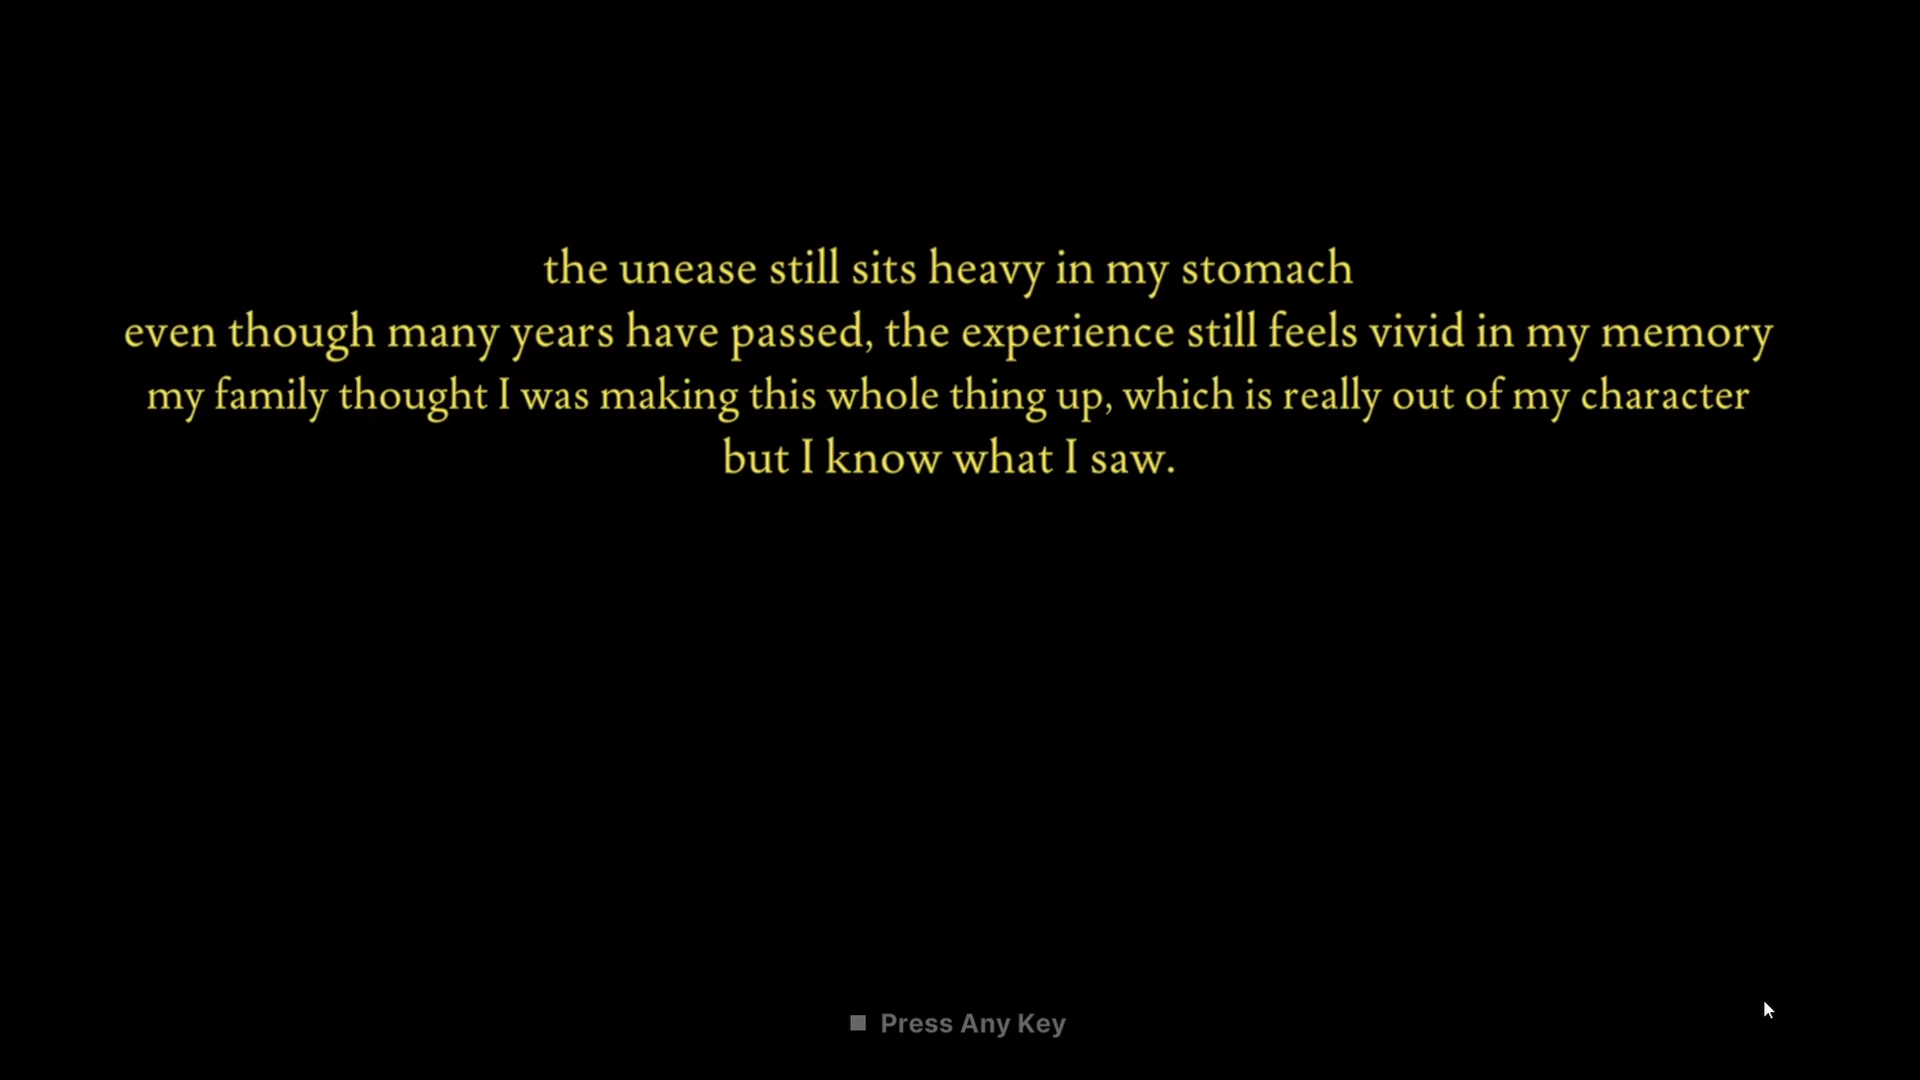 the unease still sits heavy in my stomach
even though many years have passed, the experience still feels vivid in my memory
my family thought I was making this whole thing up, which is really out of my character
but I know what I saw.
Press Any Key